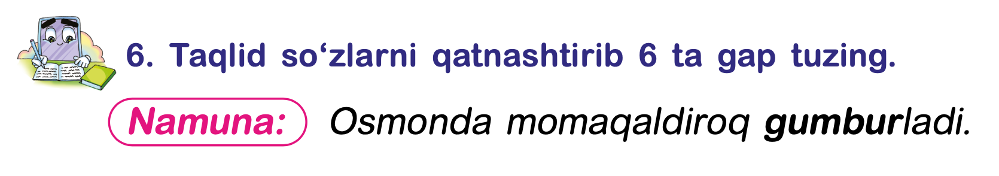 6. Taqlid so‘zlarni qatnashtirib 6 ta gap tuzing.
Namuna: Osmonda momaqaldiroq gumburladi.